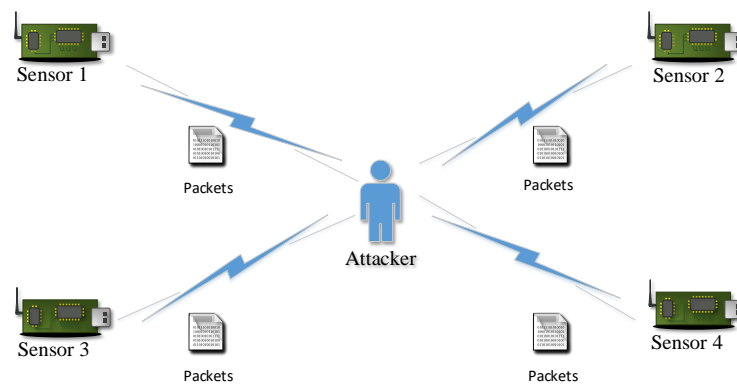 Sensor 1
Sensor 2
Packets
Packets
Attacker
Sensor 3
Sensor 4
Packets
Packets